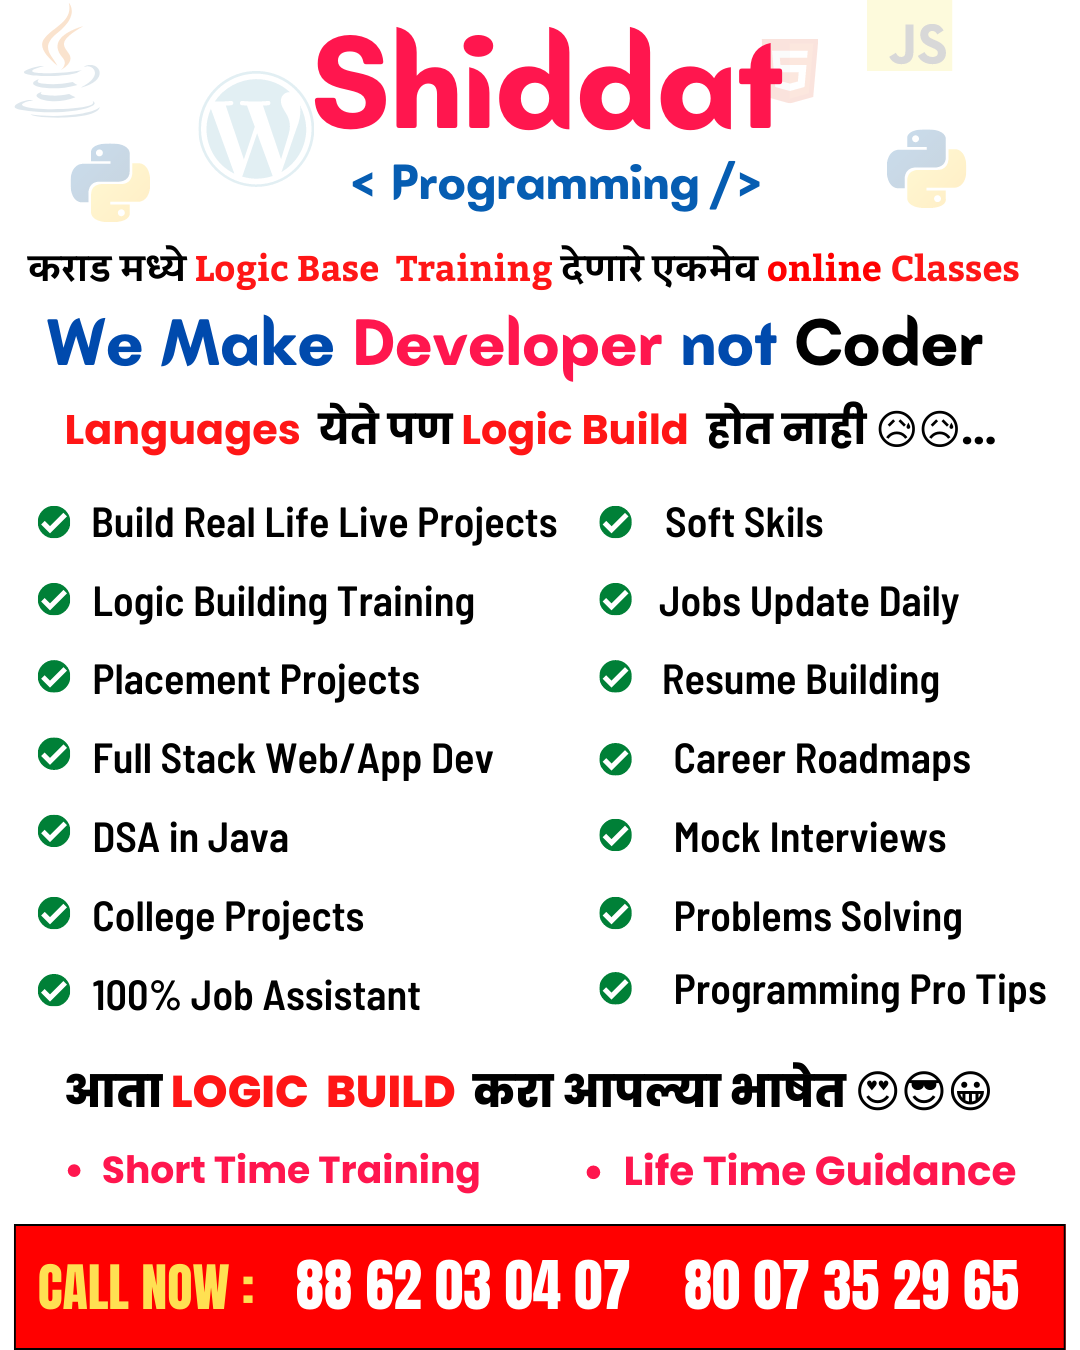 Shiddat
JS
< Programming />
कराड मध्ये Logic Base Training देणारे एकमेव online Classes
We Make Developer not Coder
Languages येते पण Logic Build होत नाही 😥😥...
Build Real Life Live Projects
Logic Building Training
Placement Projects
Full Stack Web/App Dev
DSA in Java
College Projects
100% Job Assistant
Soft Skils
Jobs Update Daily
Resume Building
Career Roadmaps
Mock Interviews
Problems Solving
Programming Pro Tips
आता LOGIC BUILD करा आपल्या भाषेत 😍😎😀
• Short Time Training
• Life Time Guidance
CALL NOW : 88 62 03 04 07 80 07 35 29 65